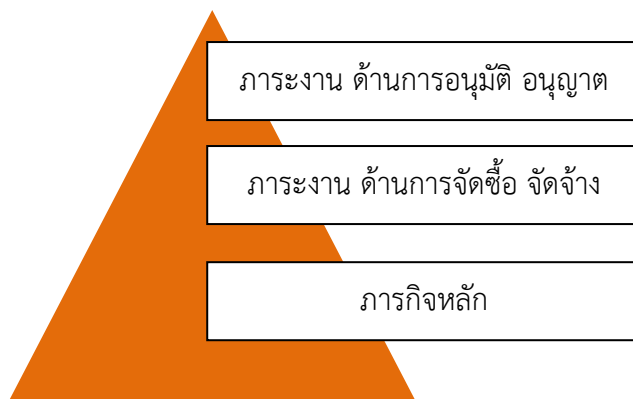 ภาระงาน ด้านการอนุมัติ อนุญาต
ภาระงาน ด้านการจัดซื้อ จัดจ้าง
ภารกิจหลัก